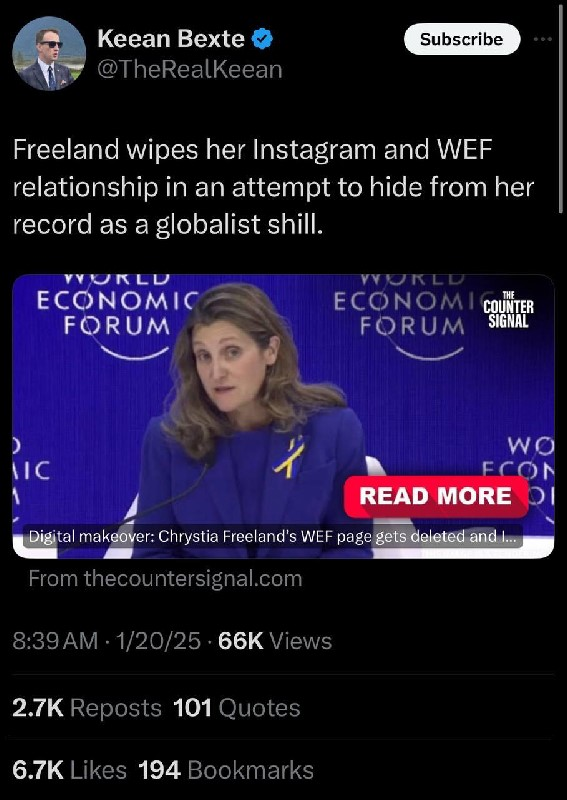 Keean Bexte
Subscribe
@TheRealKeean
Freeland wipes her Instagram and WEF
relationship in an attempt to hide from her
record as a globalist shill.
WORLD
ECONOMIC
FORUM
WORLD
ECONOMI
FORUM
THE
COUNTER
SIGNAL
IC
WO
ECON
READ MORE
Digital makeover: Chrystia Freeland's WEF page gets deleted and I...
From thecountersignal.com
8:39 AM · 1/20/25 · 66K Views
2.7K Reposts 101 Quotes
6.7K Likes 194 Bookmarks